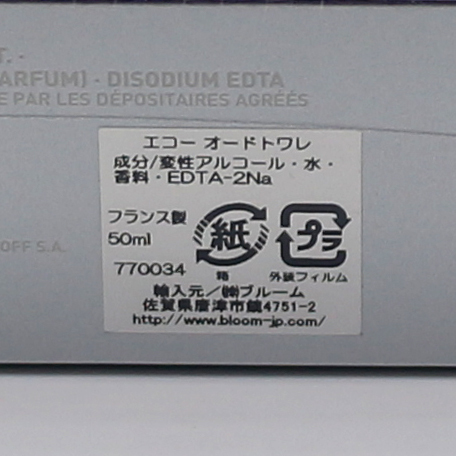 T. -
PARFUM) · DISODIUM EDTA
E PAR LES DÉPOSITAIRES AGRÉÉS
OFF S.A.
エコー オードトワレ
成分/変性アルコール・水・
香料・EDTA-2Na
フランス製
50ml
770034
紙
箱
プラ
外装フィルム
輸入元/㈱ブルーム
佐賀県唐津市鏡4751-2
http://www.bloom-jp.com/